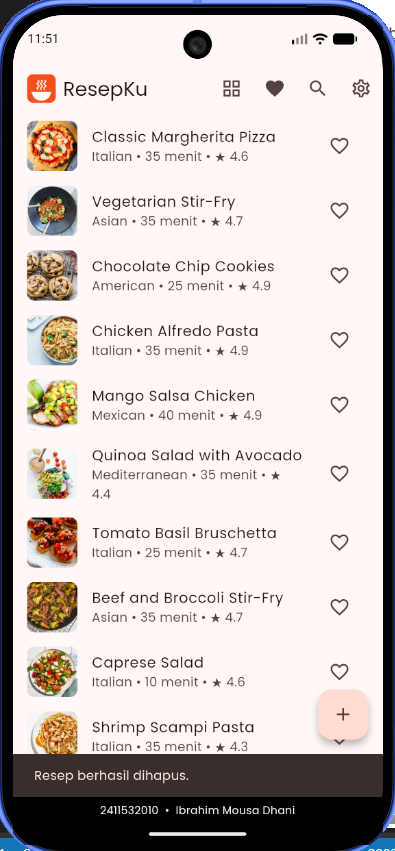 11:51
ResepKu
Classic Margherita Pizza
Italian • 35 menit • ★ 4.6
Vegetarian Stir-Fry
Asian • 35 menit • ★ 4.7
Chocolate Chip Cookies
American • 25 menit • ★ 4.9
Chicken Alfredo Pasta
Italian • 35 menit • ★ 4.9
Mango Salsa Chicken
Mexican • 40 menit • ★ 4.9
Quinoa Salad with Avocado
Mediterranean • 35 menit • ★
4.4
Tomato Basil Bruschetta
Italian • 25 menit • ★ 4.7
Beef and Broccoli Stir-Fry
Asian • 35 menit • ★ 4.7
Caprese Salad
Italian • 10 menit • ★ 4.6
Shrimp Scampi Pasta
Italian • 35 menit • ★ 4.3
Resep berhasil dihapus.
2411532010 • Ibrahim Mousa Dhani